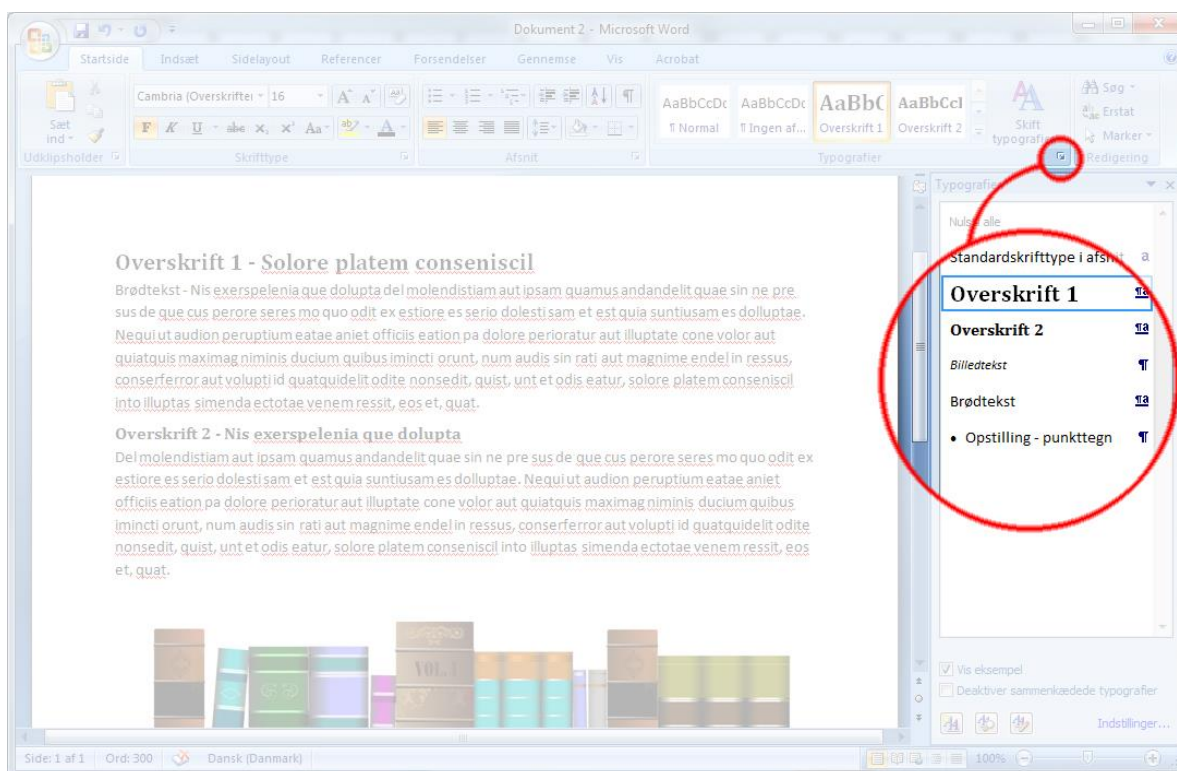 Dokument 2 - Microsoft Word
Startside Indsæt Sidelayout Referencer Forsendelser Gennemse Vis Acrobat
Sæt ind
Udklipsholder
Cambria (Overskrifter 16
F K U abe x₂ x² Aa A
Skrifttype
Afsnit
AaBbCcDc AaBbCcDc AaBbC AaBbCcI
¶ Normal ¶ Ingen af... Overskrift 1 Overskrift 2
Skift typografier
Typografier
Søg
Erstat
Marker
Redigering
Overskrift 1 - Solore platem conseniscil
Brødtekst - Nis exerspelenia que dolupta del molendistiam aut ipsam quamus andandelit quae sin ne pre
sus de que cus perore seres mo quo odit ex estiore es serio dolesti sam et est quia suntiusam es dolluptae.
Nequi ut audion peruptium eatae aniet officiis eation pa dolore perioratur aut illuptate cone volor aut
quiatquis maximag niminis ducium quibus imincti orunt, num audis sin rati aut magnime endel in ressus,
conserferror aut volupti id quatquidelit odite nonsedit, quist, unt et odis eatur, solore platem conseniscil
into illuptas simenda ectotae venem ressit, eos et, quat.
Overskrift 2 - Nis exerspelenia que dolupta
Del molendistiam aut ipsam quamus andandelit quae sin ne pre sus de que cus perore seres mo quo odit ex
estiore es serio dolesti sam et est quia suntiusam es dolluptae. Nequi ut audion peruptium eatae aniet
officiis eation pa dolore perioratur aut illuptate cone volor aut quiatquis maximag niminis ducium quibus
imincti orunt, num audis sin rati aut magnime endel in ressus, conserferror aut volupti id quatquidelit odite
nonsedit, quist, unt et odis eatur, solore platem conseniscil into illuptas simenda ectotae venem ressit, eos
et, quat.
VOL. I
Typografier
Nulstil alle
Standardskrifttype i afsnit a
Overskrift 1 ¶a
Overskrift 2 ¶a
Billedtekst ¶
Brødtekst ¶a
• Opstilling - punkttegn ¶
Vis eksempel
Deaktiver sammenkædede typografier
Indstillinger...
Side: 1 af 1 Ord: 300 Dansk (Danmark) 100%